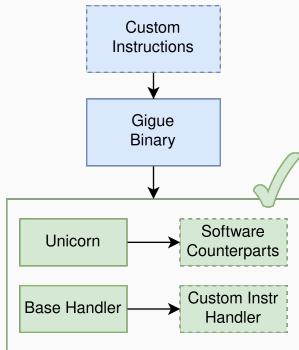 Custom
Instructions
Gigue
Binary
Unicorn
Software
Counterparts
Base Handler
Custom Instr
Handler